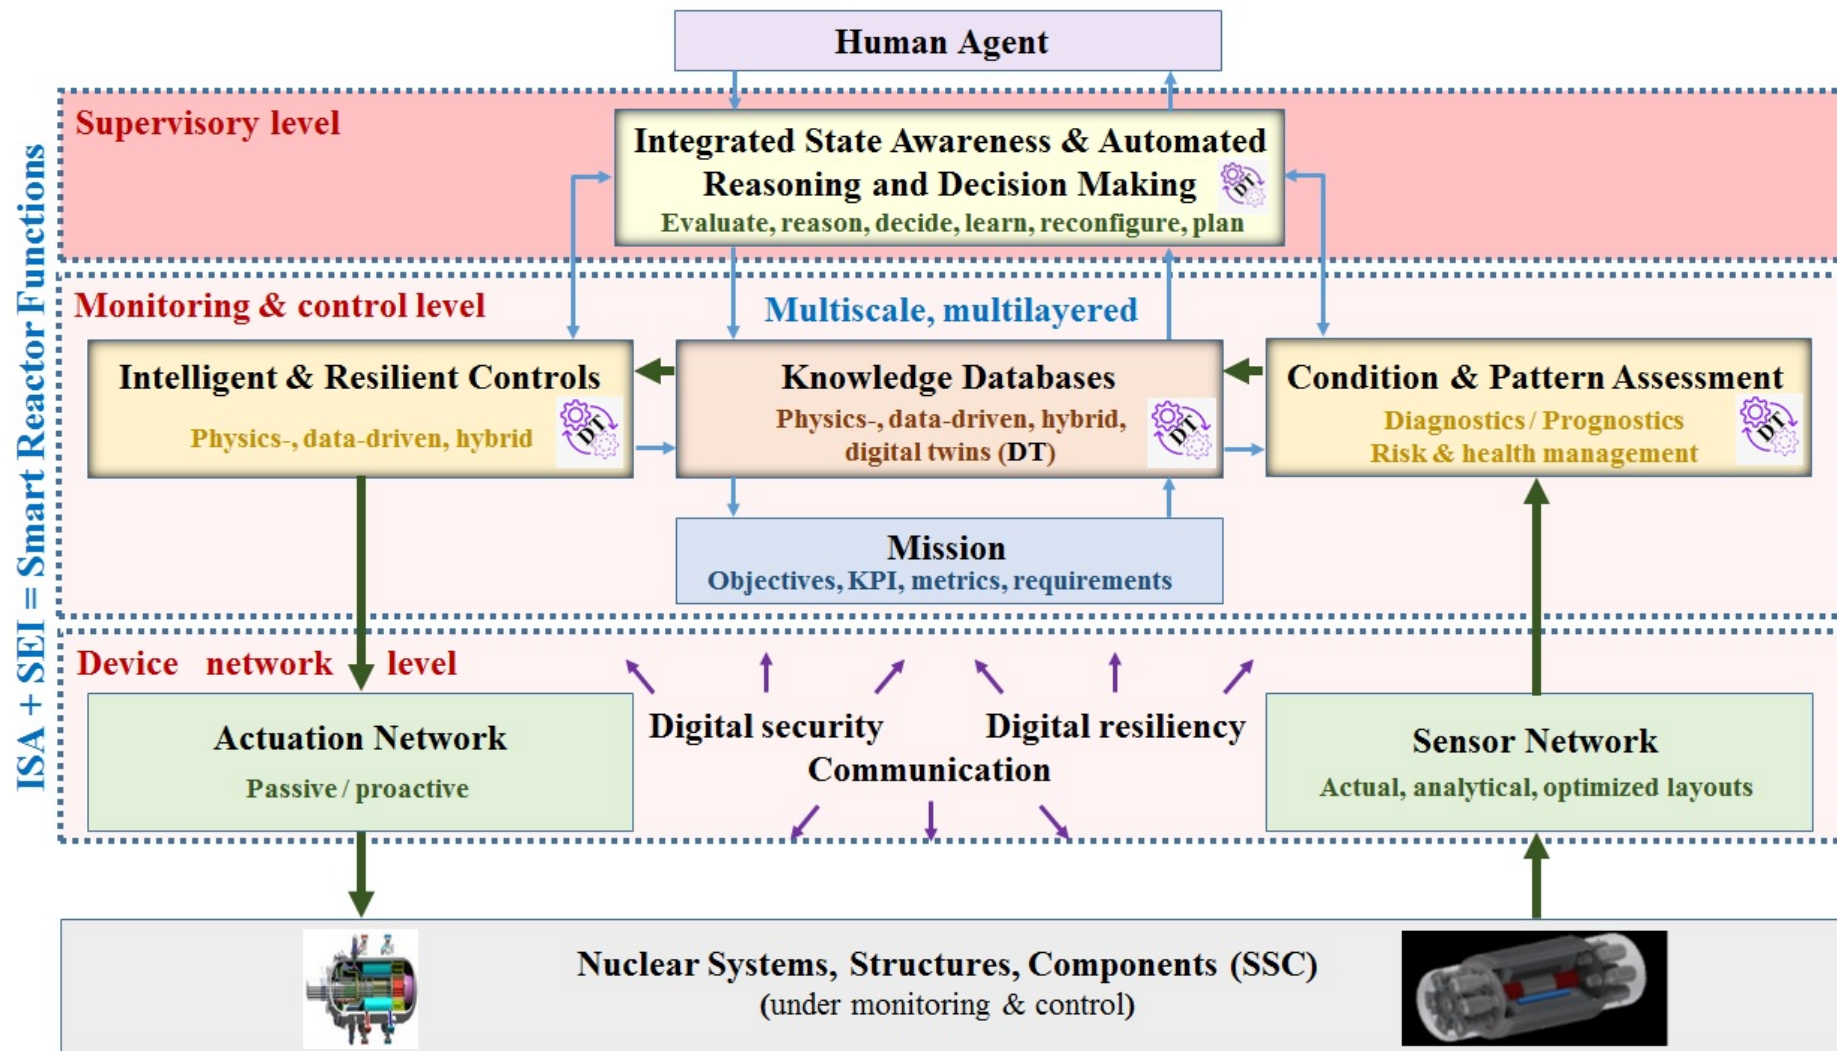 Human Agent
Supervisory level
Integrated State Awareness & Automated
Reasoning and Decision Making
DT
Evaluate, reason, decide, learn, reconfigure, plan
ISA + SEI = Smart Reactor Functions
Monitoring & control level
Multiscale, multilayered
Intelligent & Resilient Controls
Physics-, data-driven, hybrid
DT
Knowledge Databases
Physics-, data-driven, hybrid,
digital twins (DT)
DT
Condition & Pattern Assessment
Diagnostics / Prognostics
Risk & health management
DT
Mission
Objectives, KPI, metrics, requirements
Device network level
Actuation Network
Passive / proactive
Digital security
Digital resiliency
Communication
Sensor Network
Actual, analytical, optimized layouts
Nuclear Systems, Structures, Components (SSC)
(under monitoring & control)